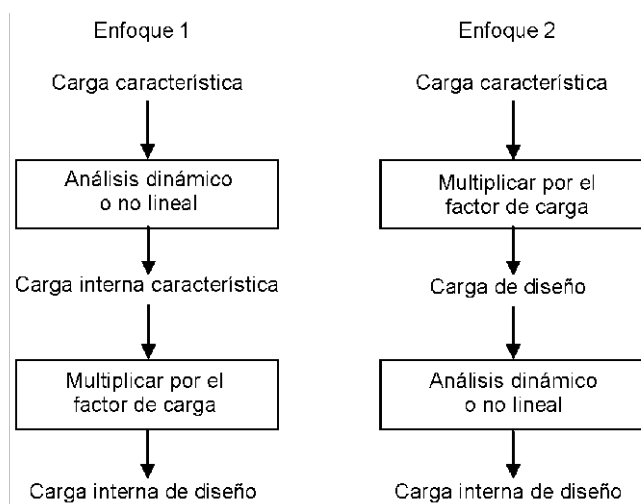 Enfoque 1
Carga característica
Análisis dinámico
o no lineal
Carga interna característica
Multiplicar por el
factor de carga
Carga interna de diseño
Enfoque 2
Carga característica
Multiplicar por el
factor de carga
Carga de diseño
Análisis dinámico
o no lineal
Carga interna de diseño